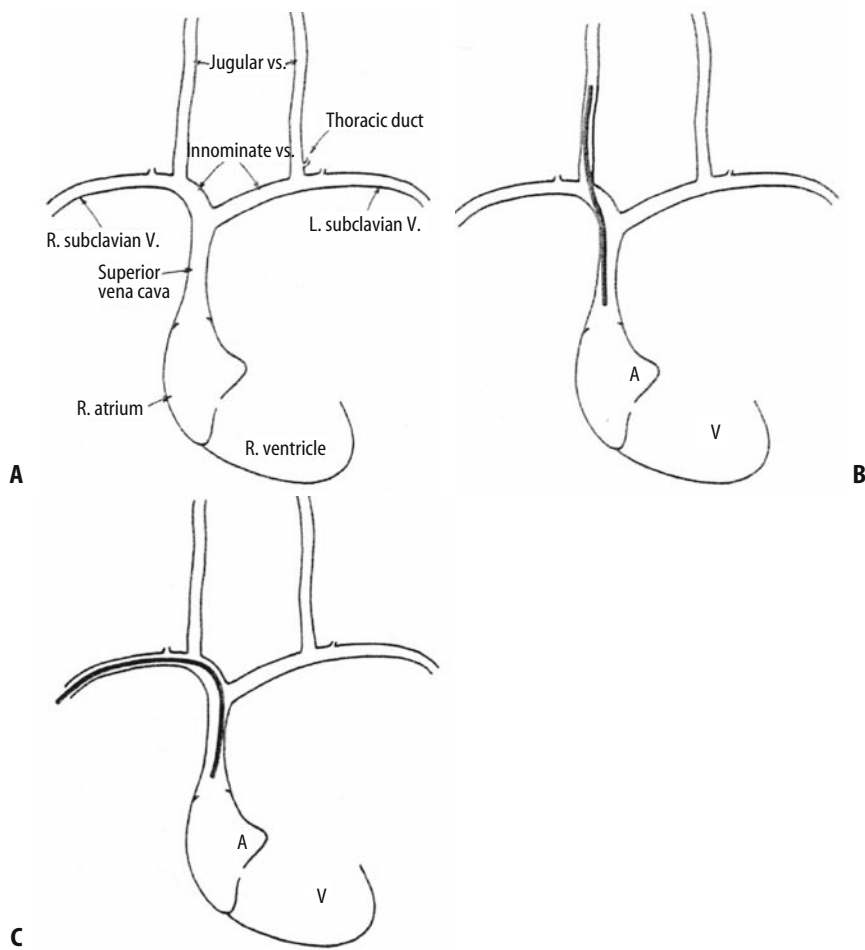 Jugular vs.
Thoracic duct
Innominate vs.
R. subclavian V.
L. subclavian V.
Superior
vena cava
R. atrium
R. ventricle
A
A
V
B
A
V
C